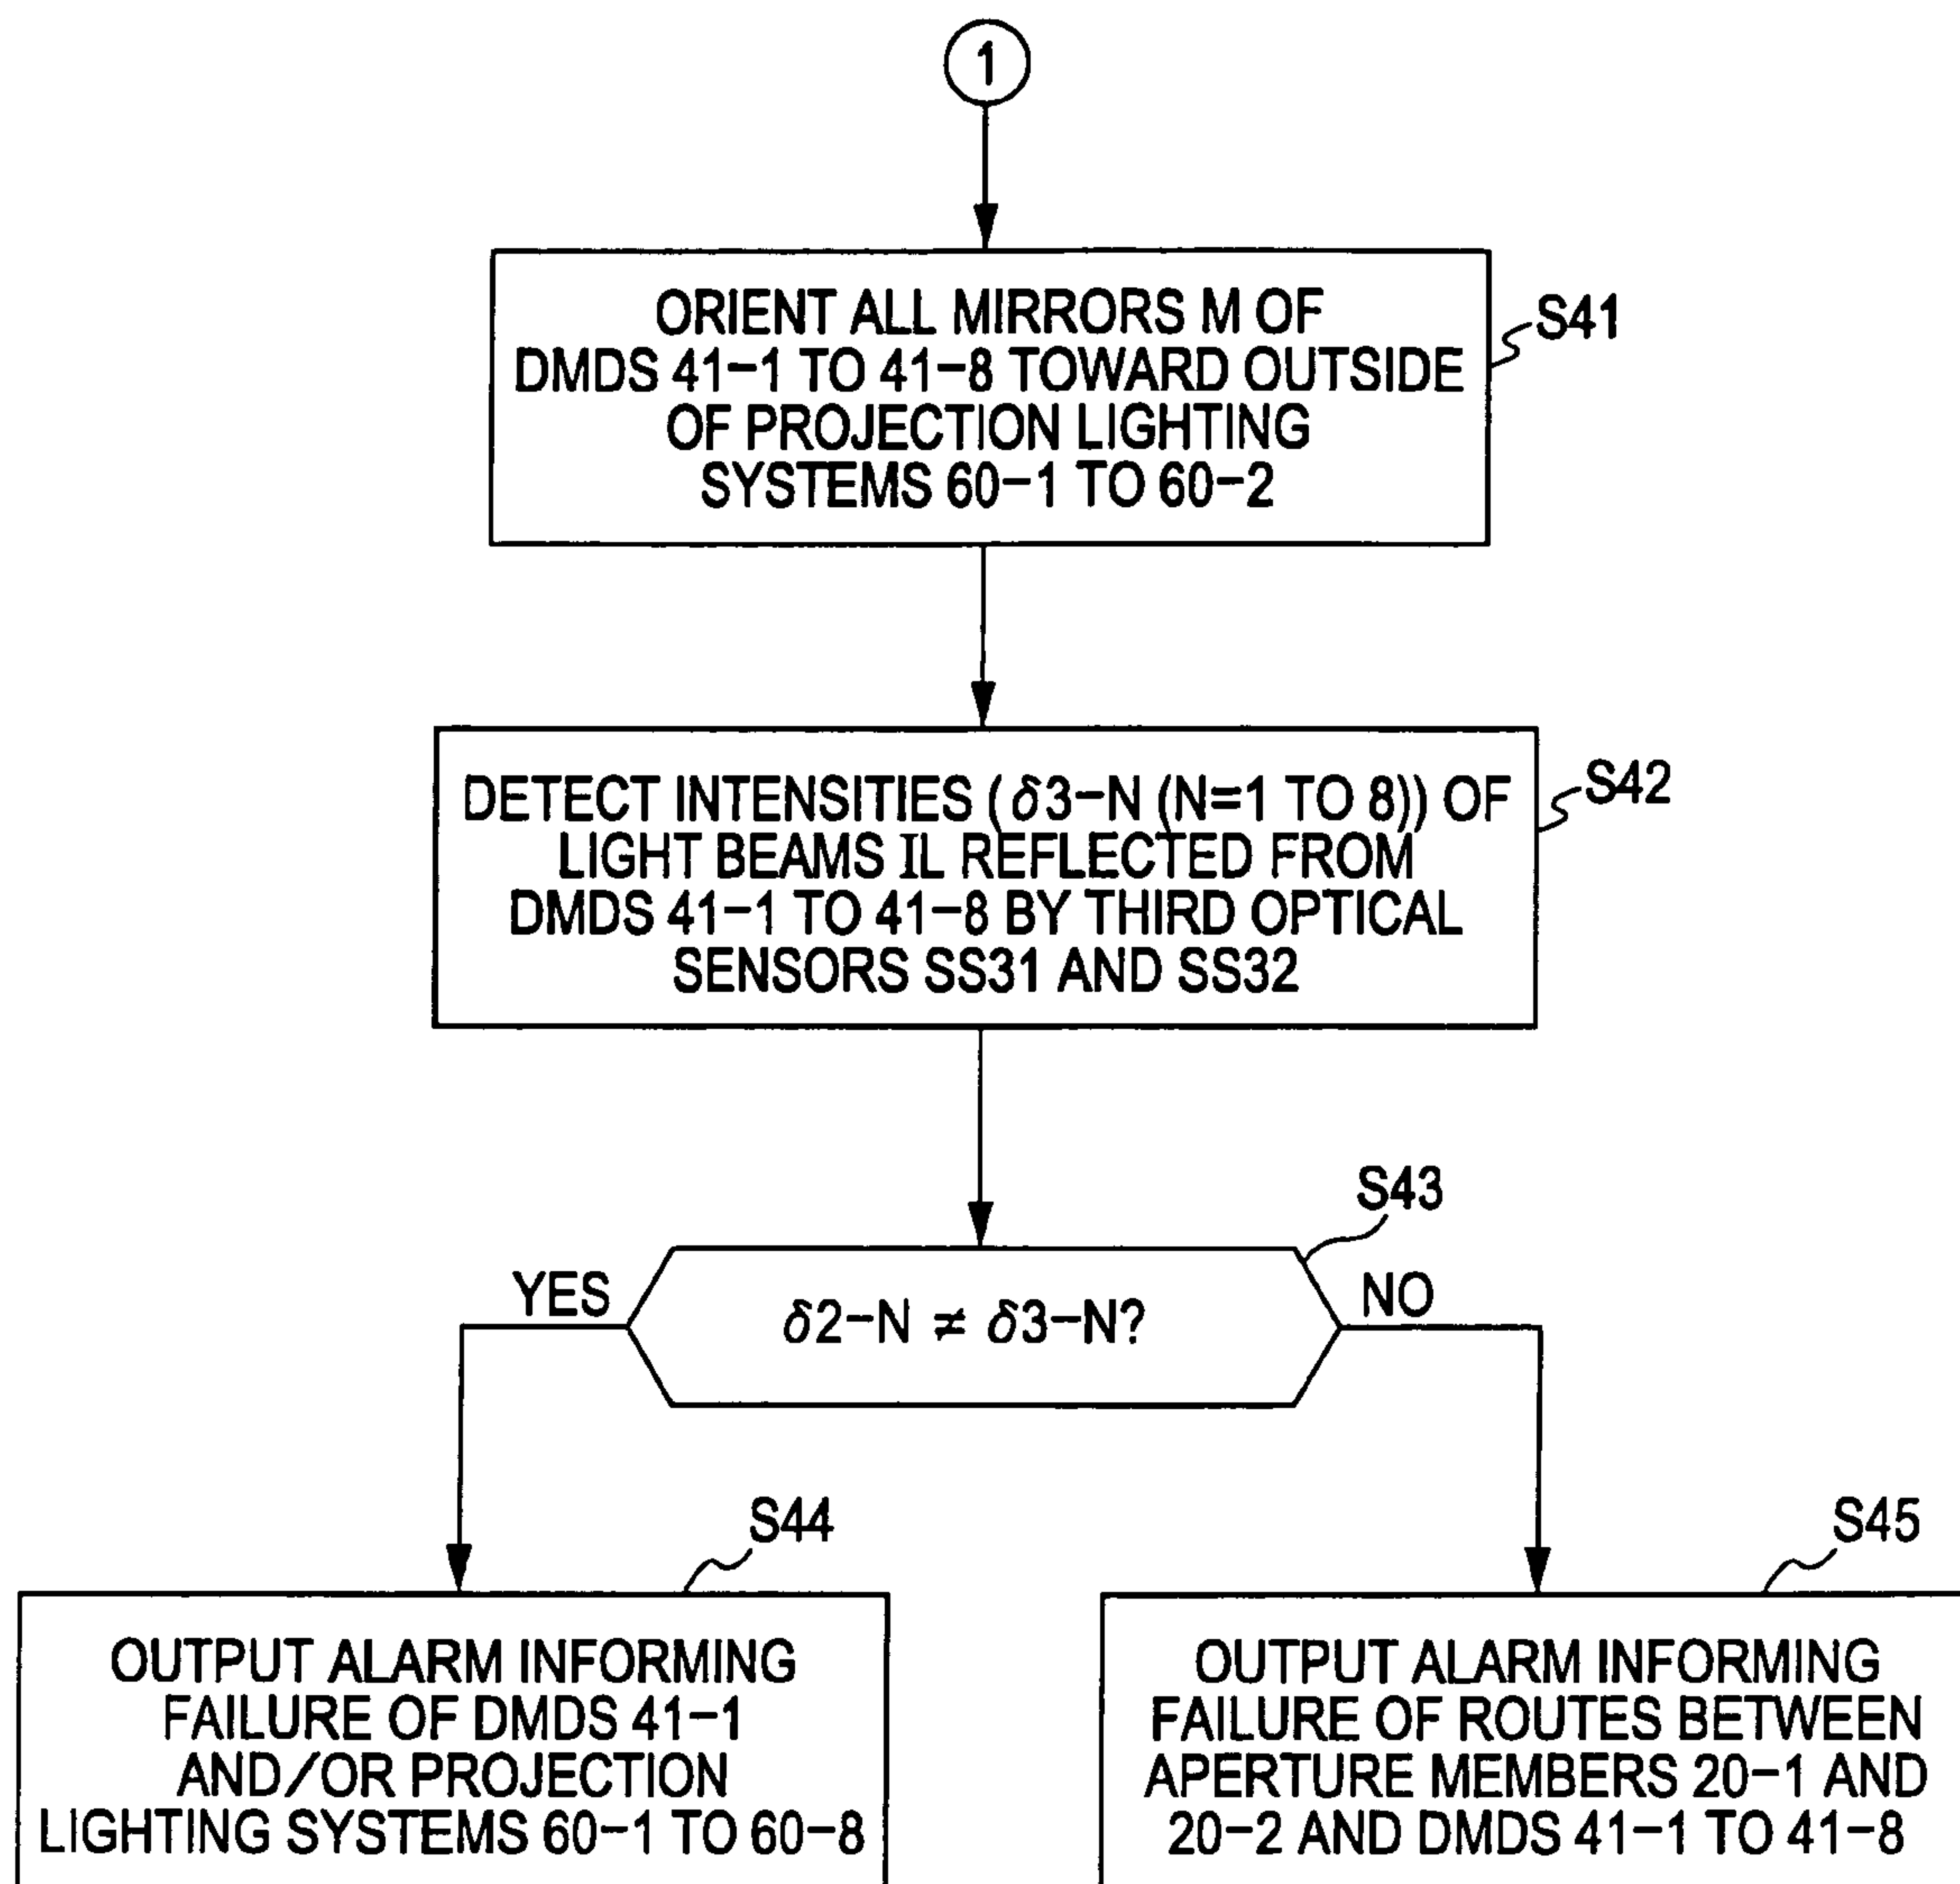 1
ORIENT ALL MIRRORS M OF
DMDS 41-1 TO 41-8 TOWARD OUTSIDE
OF PROJECTION LIGHTING
SYSTEMS 60-1 TO 60-2
S41
DETECT INTENSITIES (δ3-N (N=1 TO 8)) OF
LIGHT BEAMS IL REFLECTED FROM
DMDS 41-1 TO 41-8 BY THIRD OPTICAL
SENSORS SS31 AND SS32
S42
S43
YES
δ2-N ≠ δ3-N?
NO
S44
OUTPUT ALARM INFORMING
FAILURE OF DMDS 41-1
AND/OR PROJECTION
LIGHTING SYSTEMS 60-1 TO 60-8
S45
OUTPUT ALARM INFORMING
FAILURE OF ROUTES BETWEEN
APERTURE MEMBERS 20-1 AND
20-2 AND DMDS 41-1 TO 41-8